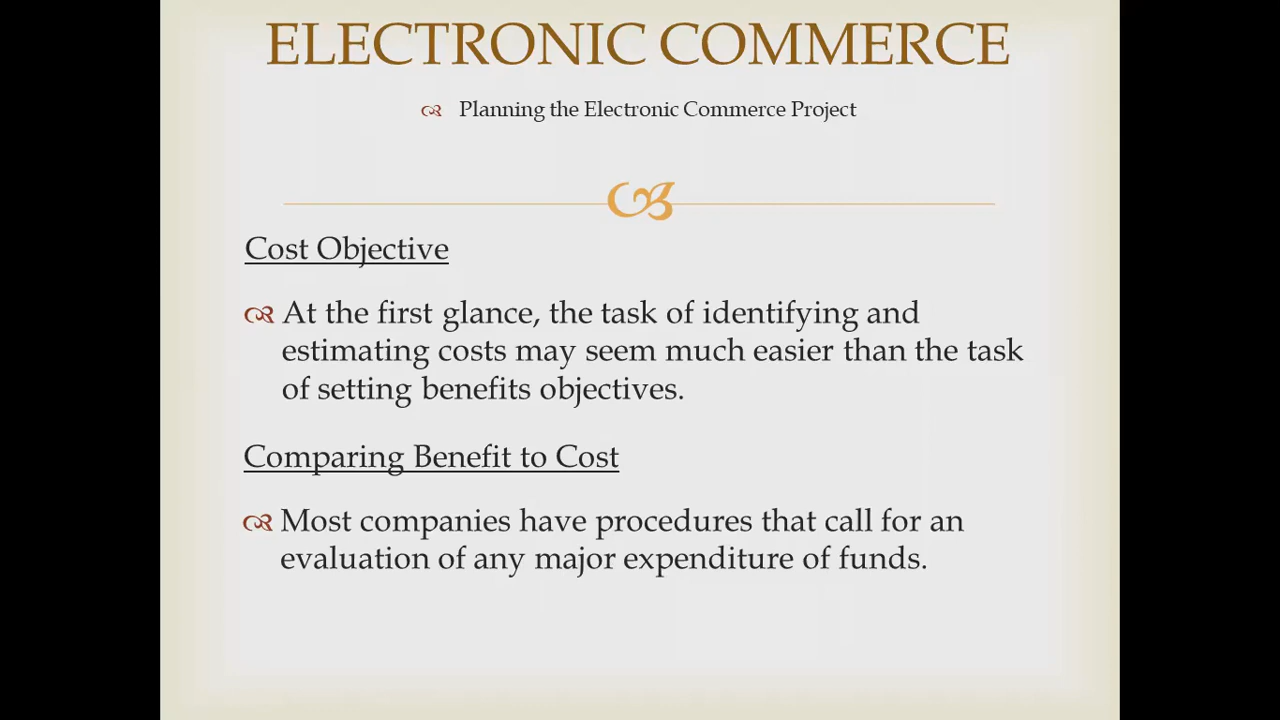 ELECTRONIC COMMERCE
Planning the Electronic Commerce Project
Cost Objective
At the first glance, the task of identifying and
estimating costs may seem much easier than the task
of setting benefits objectives.
Comparing Benefit to Cost
Most companies have procedures that call for an
evaluation of any major expenditure of funds.